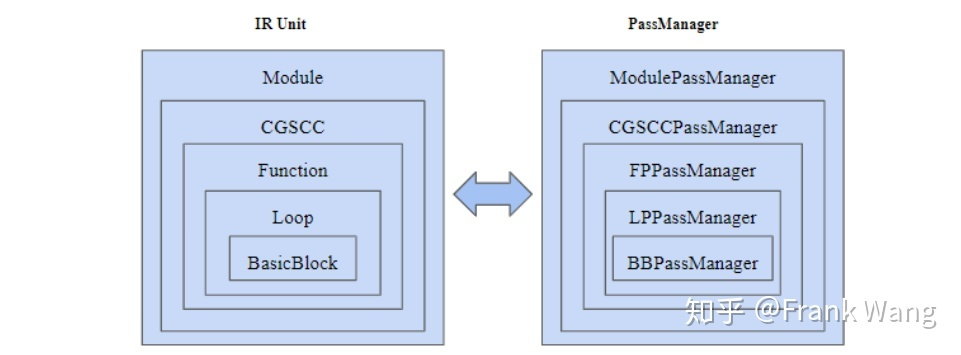 IR Unit
PassManager
Module
CGSCC
Function
Loop
BasicBlock
ModulePassManager
CGSCCPassManager
FPPassManager
LPPassManager
BBPassManager
知乎 @Frank Wang